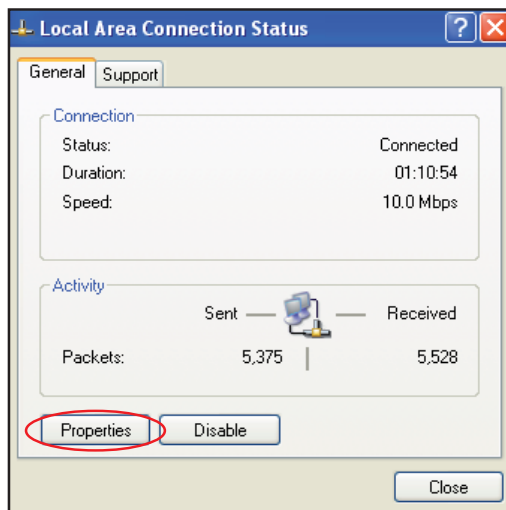 Local Area Connection Status
General Support
Connection
Status: Connected
Duration: 01:10:54
Speed: 10.0 Mbps
Activity
Sent Received
Packets: 5,375 5,528
Properties Disable
Close